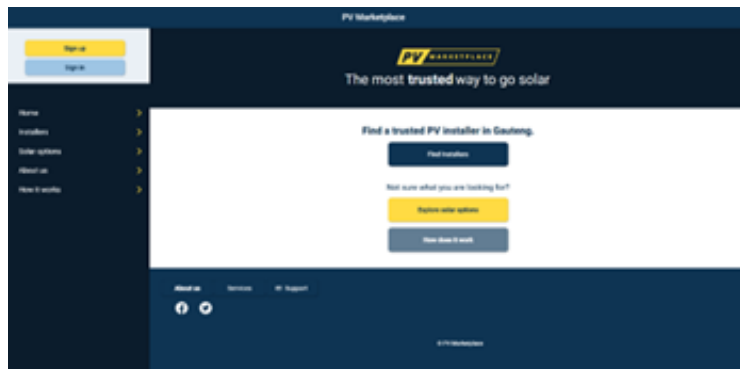 PV Marketplace
Sign up
Sign in
PV MARKETPLACE
The most trusted way to go solar
Home
Installers
Solar options
About us
How it works
Find a trusted PV installer in Gauteng.
Find installers
Not sure what you are looking for?
Explore solar options
How does it work
About us Services Support
© PV Marketplace